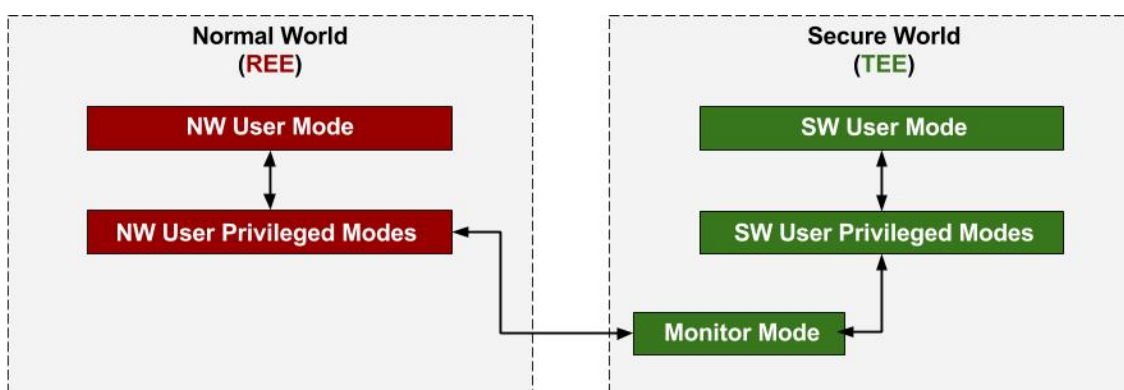 Normal World
(REE)
NW User Mode
NW User Privileged Modes
Secure World
(TEE)
SW User Mode
SW User Privileged Modes
Monitor Mode